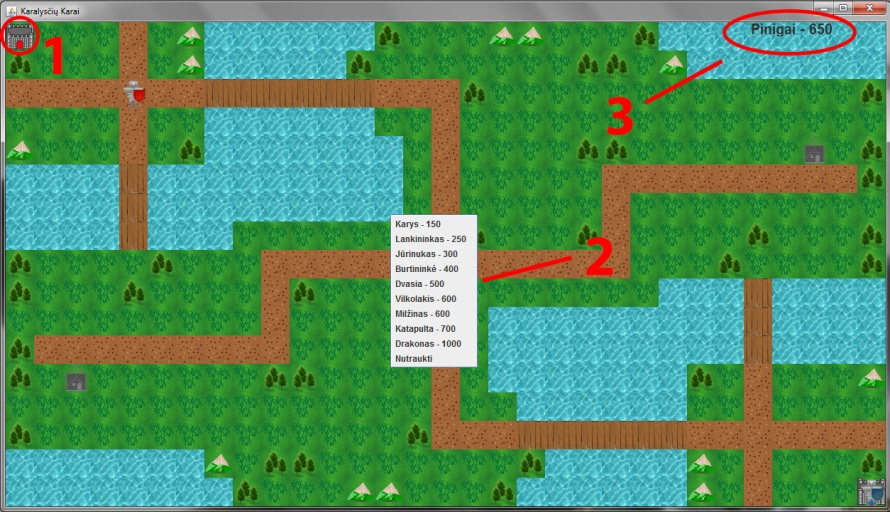 Karalysčių Karai
Pinigai - 650
1
3
Karys - 150
Lankininkas - 250
Jūrinukas - 300
Burtininkė - 400
Dvasia - 500
Vilkolakis - 600
Milžinas - 600
Katapulta - 700
Drakonas - 1000
Nutraukti
2